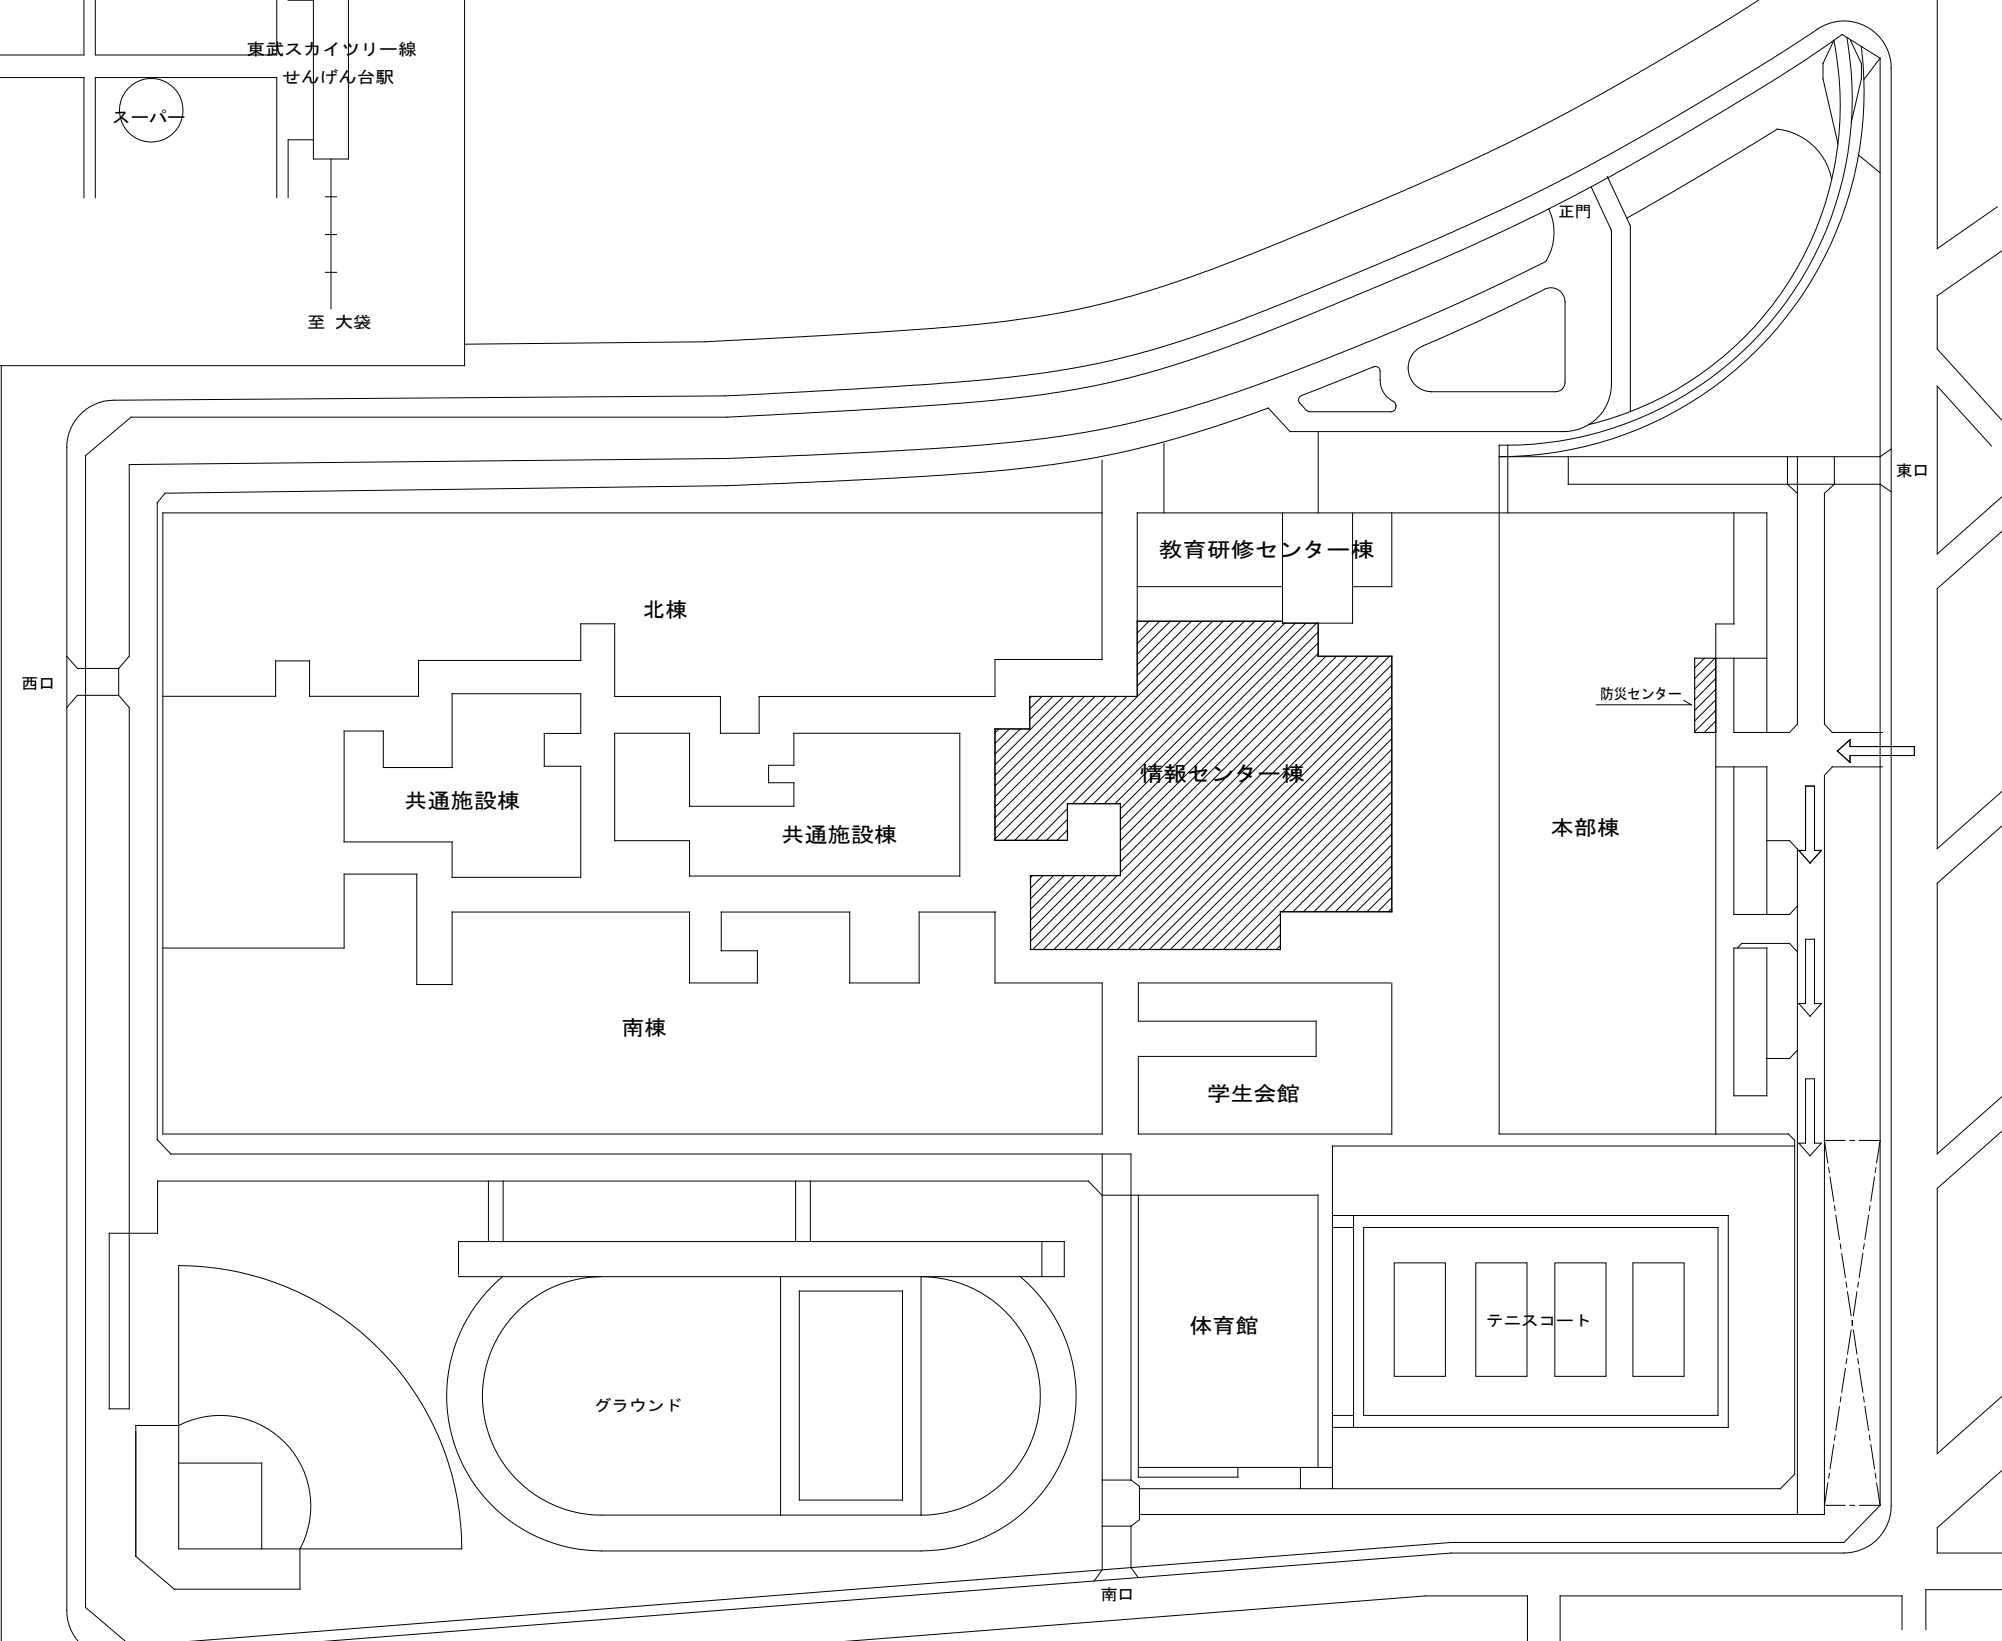 東武スカイツリー線
せんげん台駅
スーパー
至 大袋
正門
東口
教育研修センター棟
北棟
西口
防災センター
情報センター棟
共通施設棟
共通施設棟
本部棟
南棟
学生会館
体育館
テニスコート
グラウンド
南口